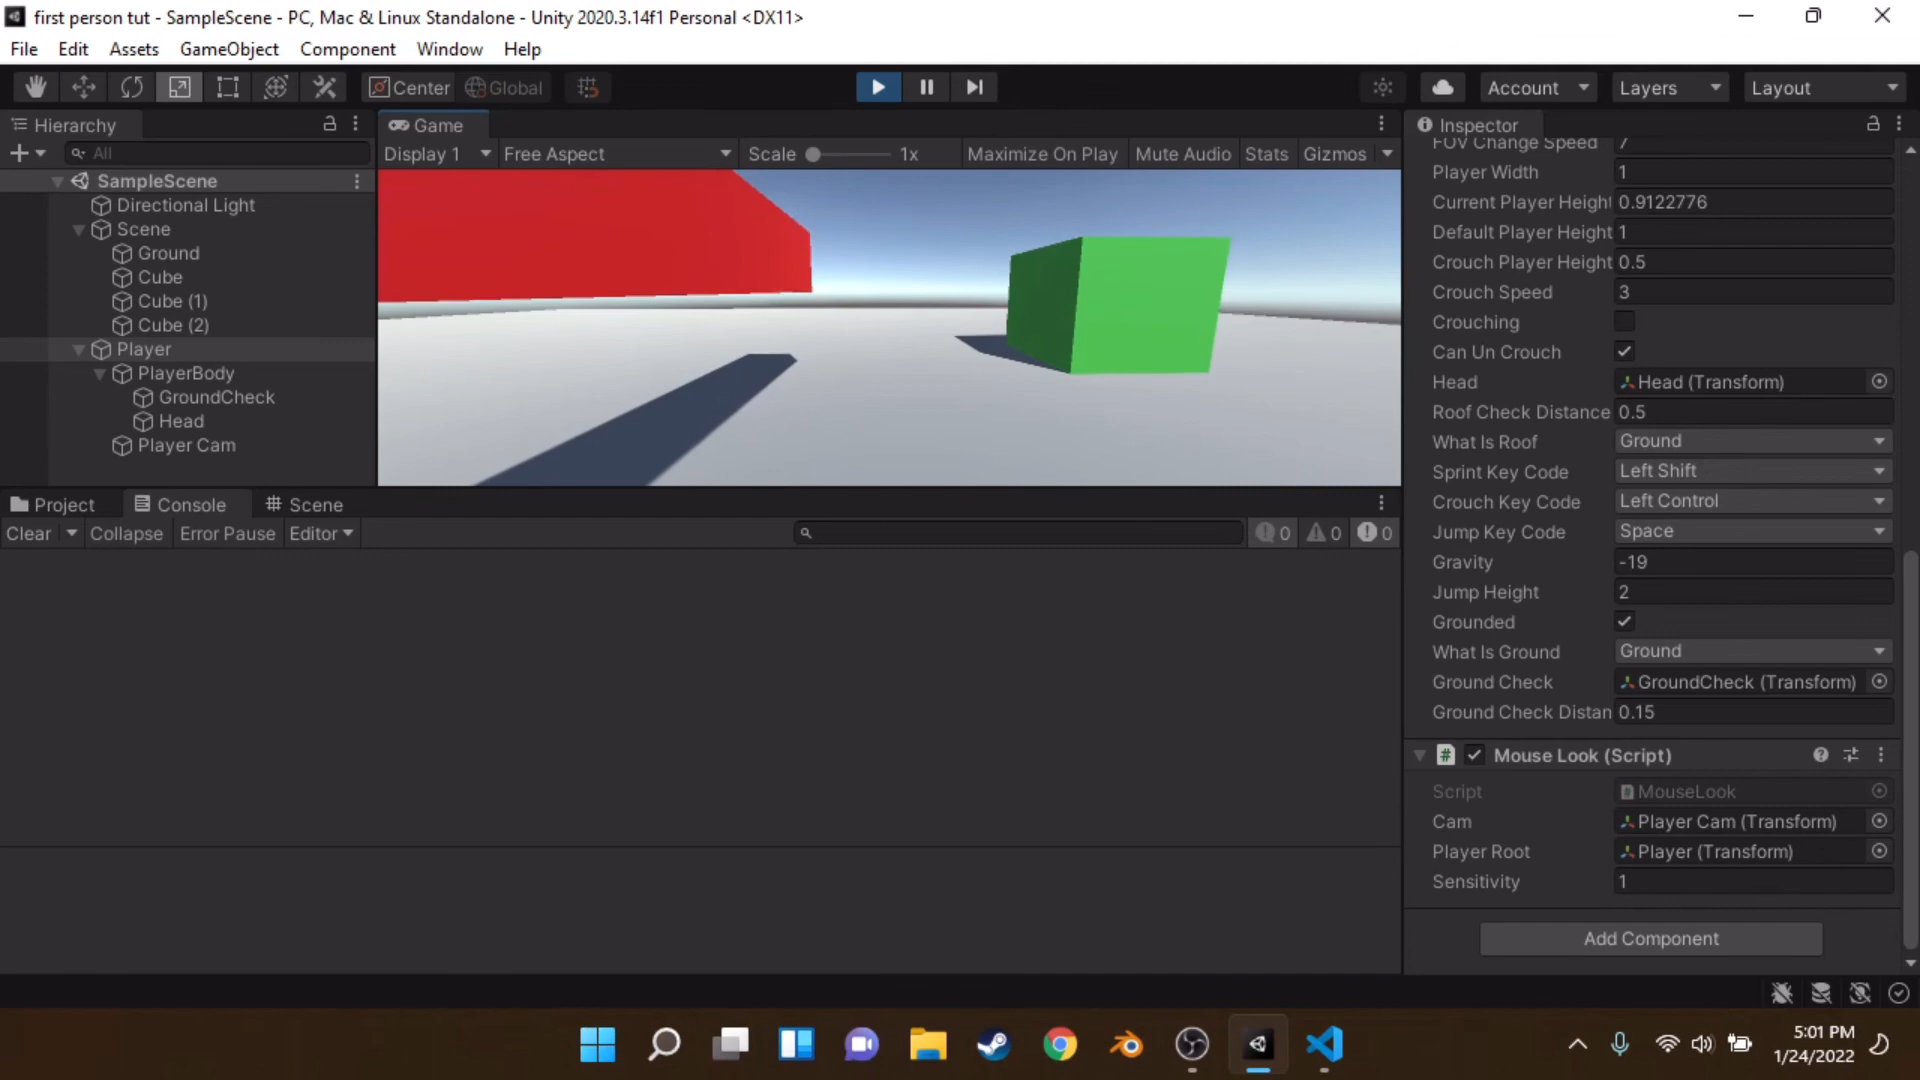 first person tut - SampleScene - PC, Mac & Linux Standalone - Unity 2020.3.14f1 Personal <DX11>
File Edit Assets GameObject Component Window Help
Center Global Account Layers Layout
Hierarchy
All
SampleScene
Directional Light
Scene
Ground
Cube
Cube (1)
Cube (2)
Player
PlayerBody
GroundCheck
Head
Player Cam
Game
Display 1 Free Aspect Scale 1x Maximize On Play Mute Audio Stats Gizmos
Project Console Scene
Clear Collapse Error Pause Editor 0 0 0
Inspector
FOV Change Speed 7
Player Width 1
Current Player Heigh 0.9122776
Default Player Height 1
Crouch Player Height 0.5
Crouch Speed 3
Crouching
Can Un Crouch
Head Head (Transform)
Roof Check Distance 0.5
What Is Roof Ground
Sprint Key Code Left Shift
Crouch Key Code Left Control
Jump Key Code Space
Gravity -19
Jump Height 2
Grounded
What Is Ground Ground
Ground Check GroundCheck (Transform)
Ground Check Distan 0.15
# Mouse Look (Script)
Script MouseLook
Cam Player Cam (Transform)
Player Root Player (Transform)
Sensitivity 1
Add Component
5:01 PM
1/24/2022